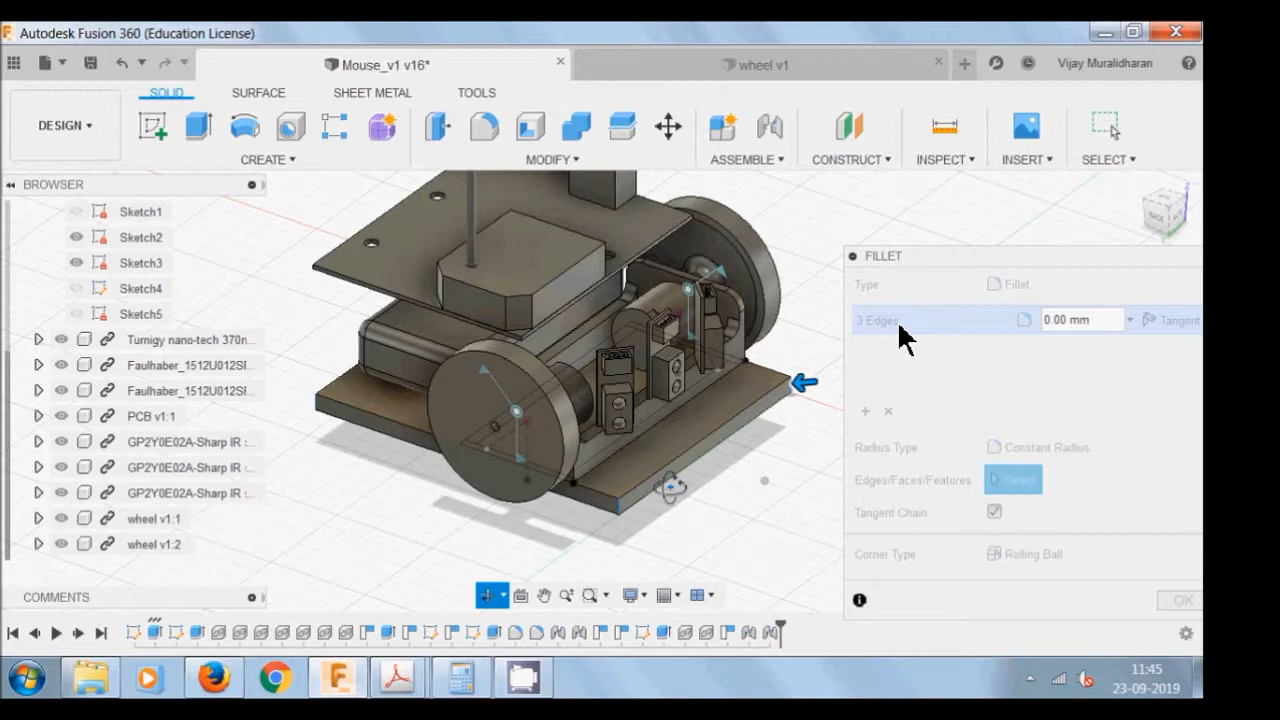 Autodesk Fusion 360 (Education License)
Mouse_v1 v16*
wheel v1
Vijay Muralidharan
DESIGN
SOLID
SURFACE
SHEET METAL
TOOLS
CREATE
MODIFY
ASSEMBLE
CONSTRUCT
INSPECT
INSERT
SELECT
BROWSER
Sketch1
Sketch2
Sketch3
Sketch4
Sketch5
Turnigy nano-tech 370n...
Faulhaber_1512U012SI...
Faulhaber_1512U012SI...
PCB v1:1
GP2Y0E02A-Sharp IR :...
GP2Y0E02A-Sharp IR :...
GP2Y0E02A-Sharp IR :...
wheel v1:1
wheel v1:2
COMMENTS
FILLET
Type Fillet
3 Edges 0.00 mm Tangent
Radius Type Constant Radius
Edges/Faces/Features Select
Tangent Chain
Corner Type Rolling Ball
OK
11:45
23-09-2019